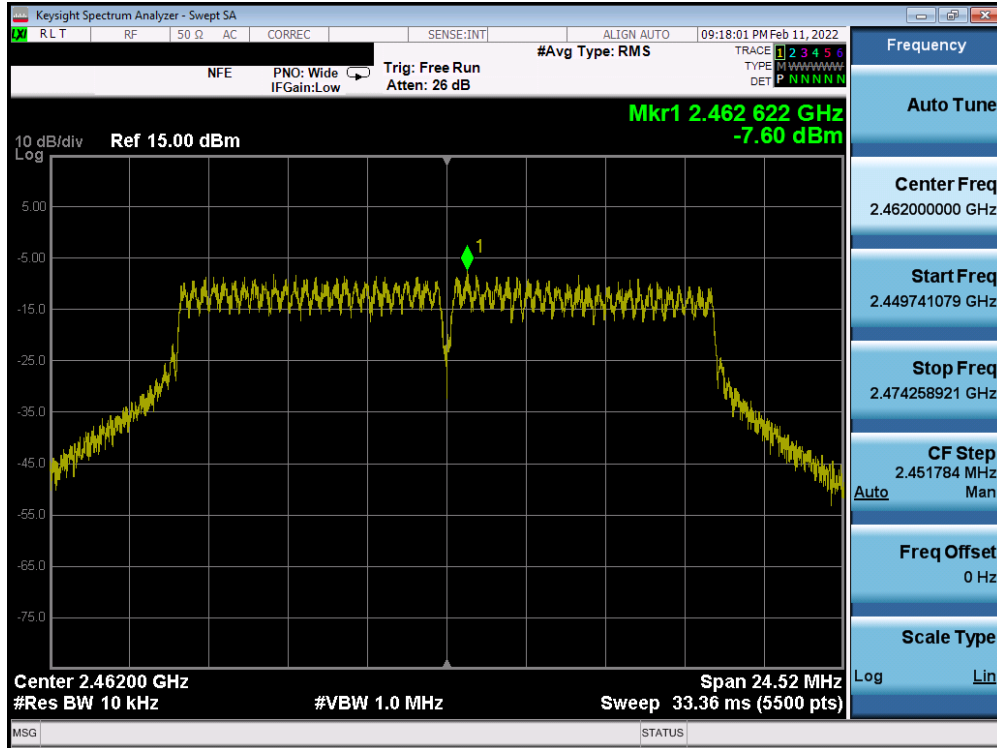 Keysight Spectrum Analyzer - Swept SA
LXI RLT RF 50 Ω AC CORREC SENSE:INT ALIGN AUTO 09:18:01 PM Feb 11, 2022
#Avg Type: RMS TRACE 1 2 3 4 5 6
NFE PNO: Wide Trig: Free Run TYPE M WWWWW
IFGain:Low Atten: 26 dB DET P N N N N N
Mkr1 2.462 622 GHz
-7.60 dBm
10 dB/div Ref 15.00 dBm
Log
5.00
1
-5.00
-15.0
-25.0
-35.0
-45.0
-55.0
-65.0
-75.0
Center 2.46200 GHz Span 24.52 MHz
#Res BW 10 kHz #VBW 1.0 MHz Sweep 33.36 ms (5500 pts)
MSG STATUS
Frequency
Auto Tune
Center Freq
2.462000000 GHz
Start Freq
2.449741079 GHz
Stop Freq
2.474258921 GHz
CF Step
2.451784 MHz
Auto Man
Freq Offset
0 Hz
Scale Type
Log Lin